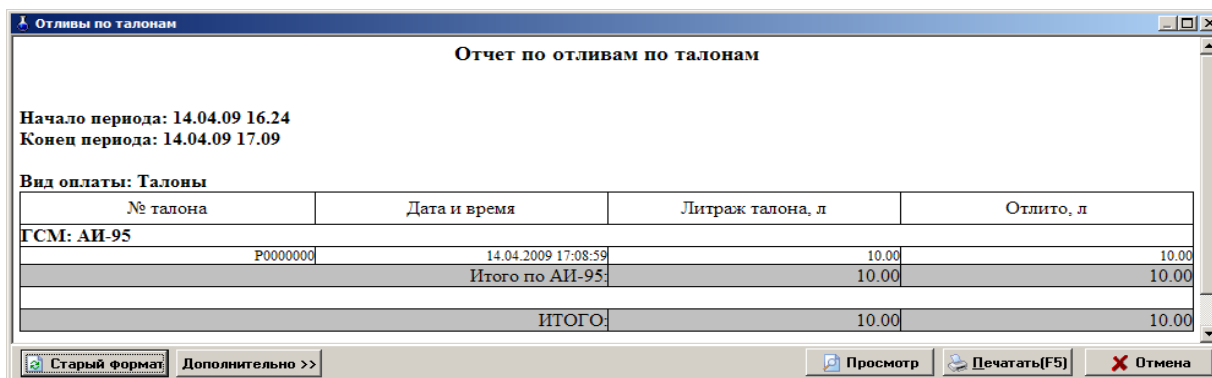 Отливы по талонам
Отчет по отливам по талонам
Начало периода: 14.04.09 16.24
Конец периода: 14.04.09 17.09
Вид оплаты: Талоны
№ талона Дата и время Литраж талона, л Отлито, л
ГСМ: АИ-95
P0000000 14.04.2009 17:08:59 10.00 10.00
Итого по АИ-95: 10.00 10.00
ИТОГО: 10.00 10.00
Старый формат Дополнительно >> Просмотр Печатать(F5) Отмена